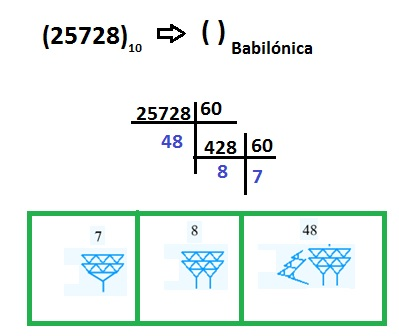 (25728)₁₀ ⇨ ( ) Babilónica
25728 60
48 428 60
8 7
7 8 48